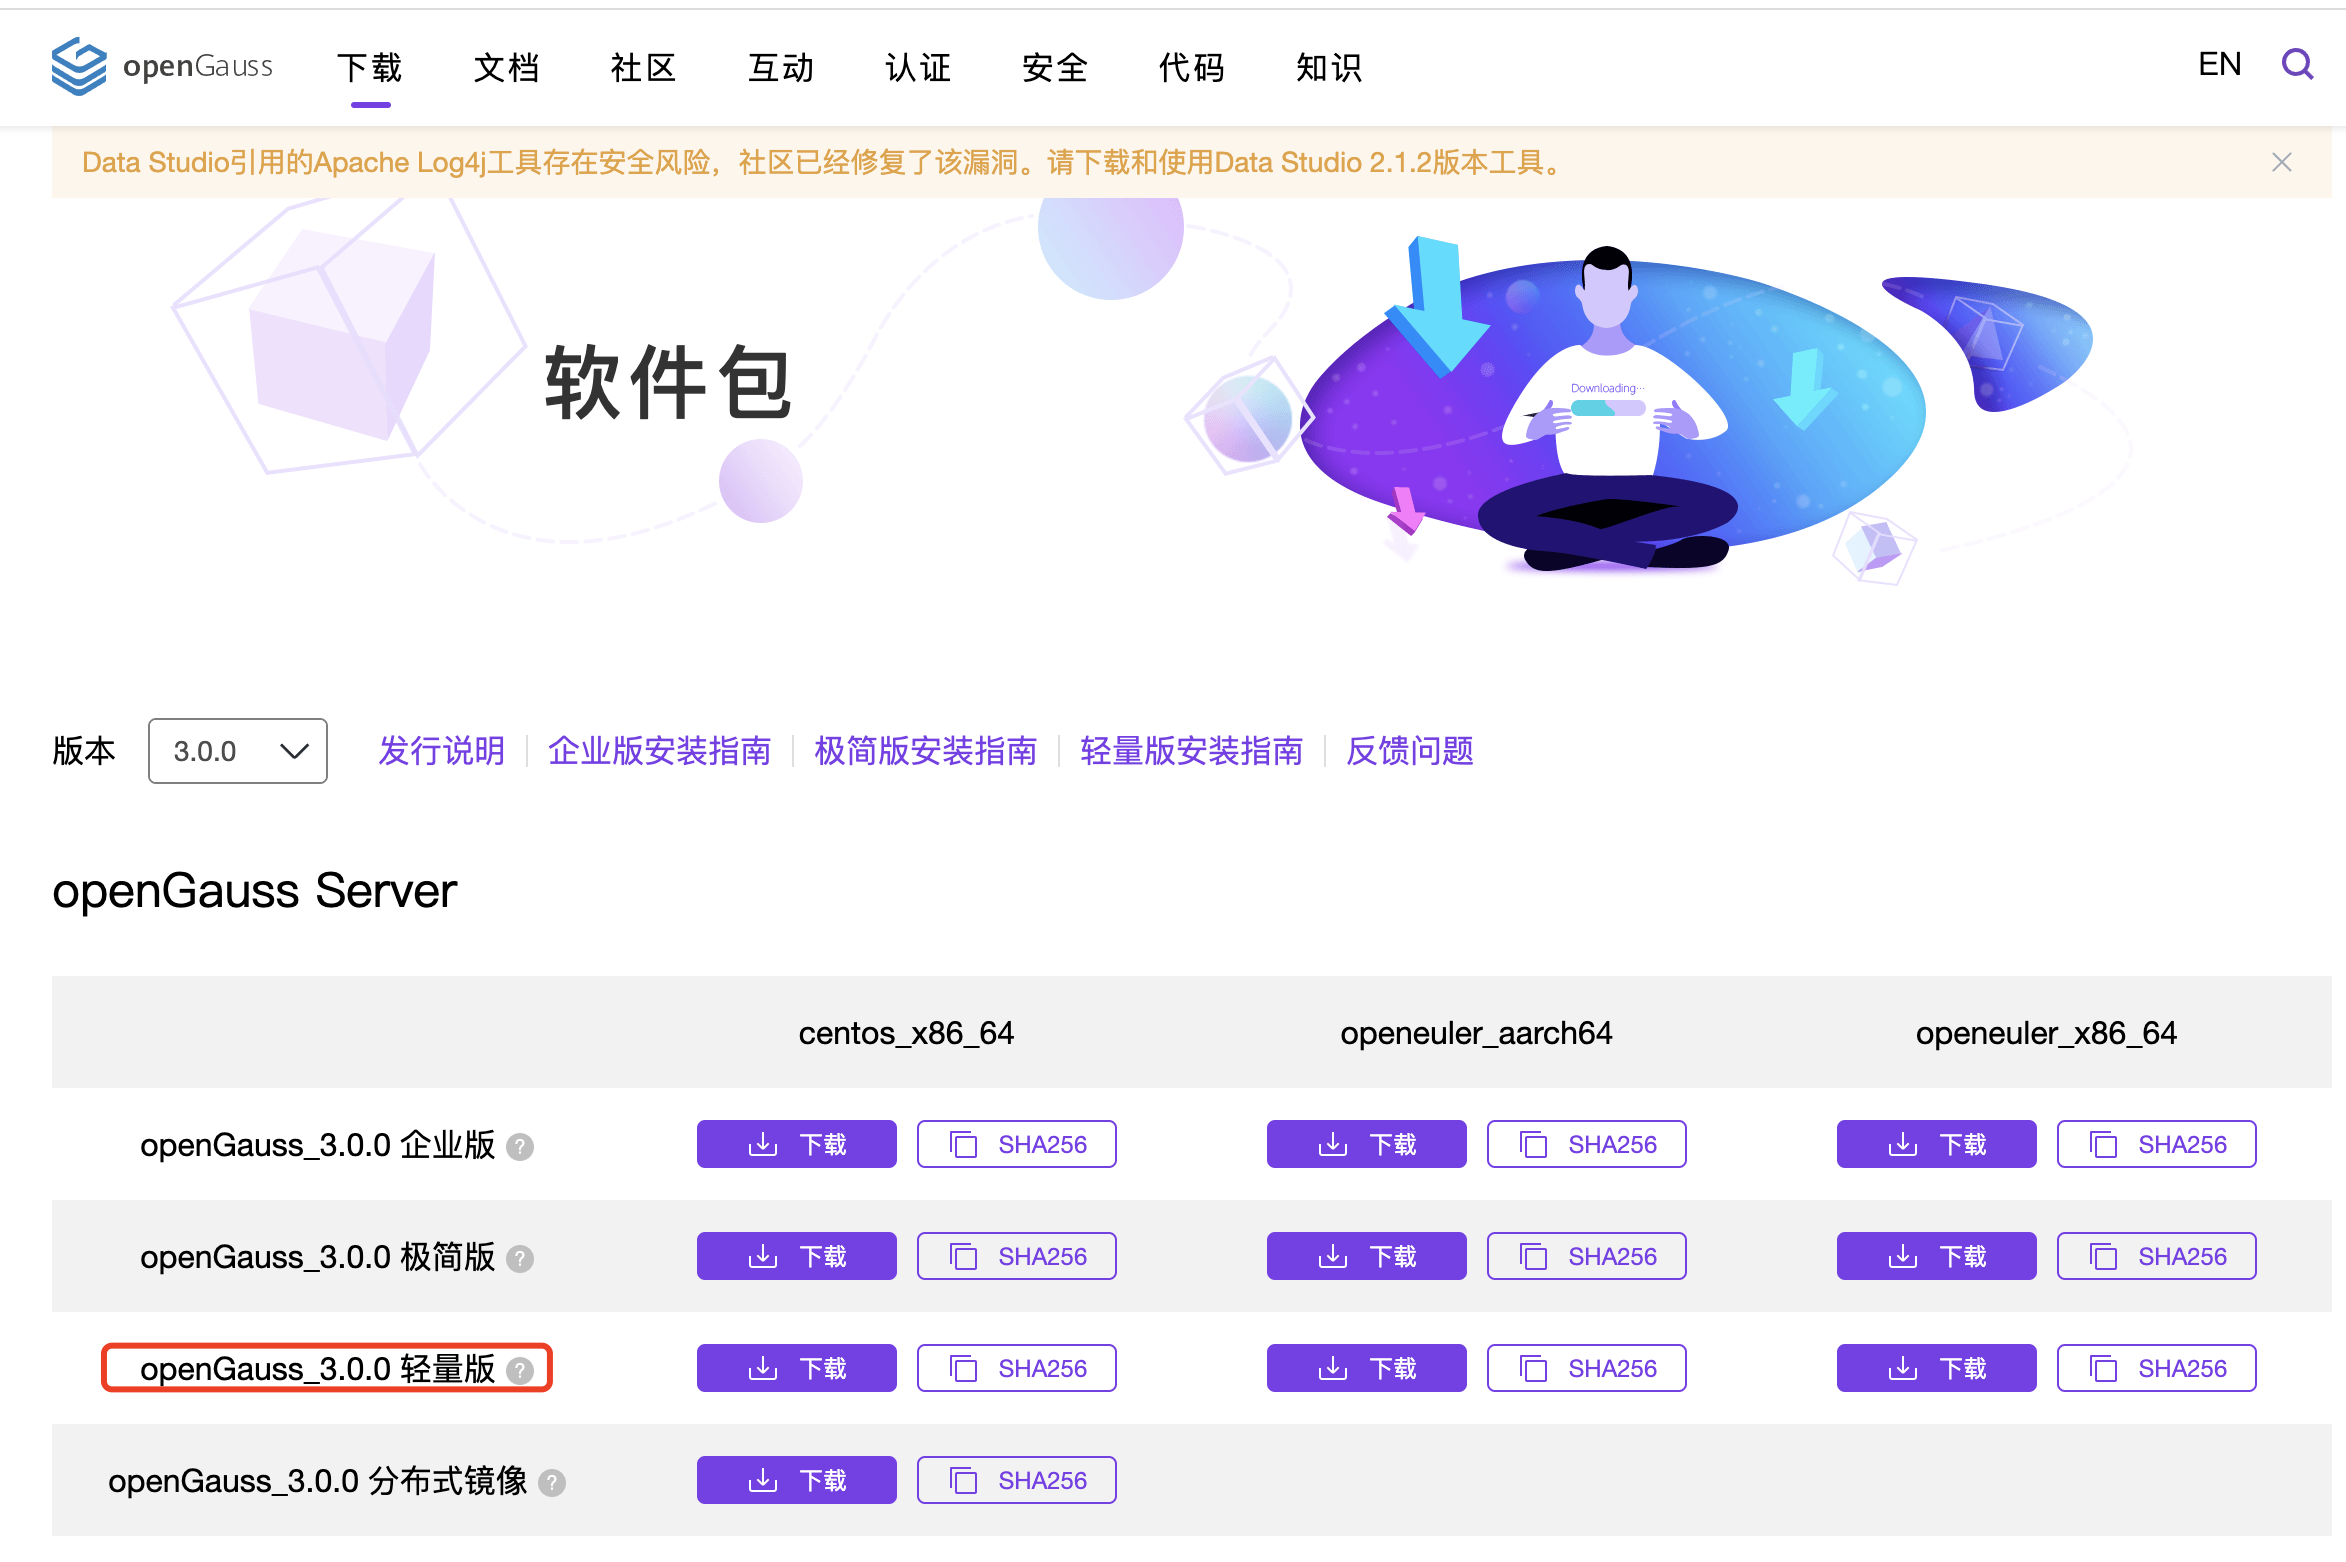 openGauss 下载 文档 社区 互动 认证 安全 代码 知识 EN
Data Studio引用的Apache Log4j工具存在安全风险，社区已经修复了该漏洞。请下载和使用Data Studio 2.1.2版本工具。
软件包
Downloading...
版本 3.0.0 发行说明 企业版安装指南 极简版安装指南 轻量版安装指南 反馈问题
openGauss Server
centos_x86_64 openeuler_aarch64 openeuler_x86_64
openGauss_3.0.0 企业版 ? 下载 SHA256 下载 SHA256 下载 SHA256
openGauss_3.0.0 极简版 ? 下载 SHA256 下载 SHA256 下载 SHA256
openGauss_3.0.0 轻量版 ? 下载 SHA256 下载 SHA256 下载 SHA256
openGauss_3.0.0 分布式镜像 ? 下载 SHA256